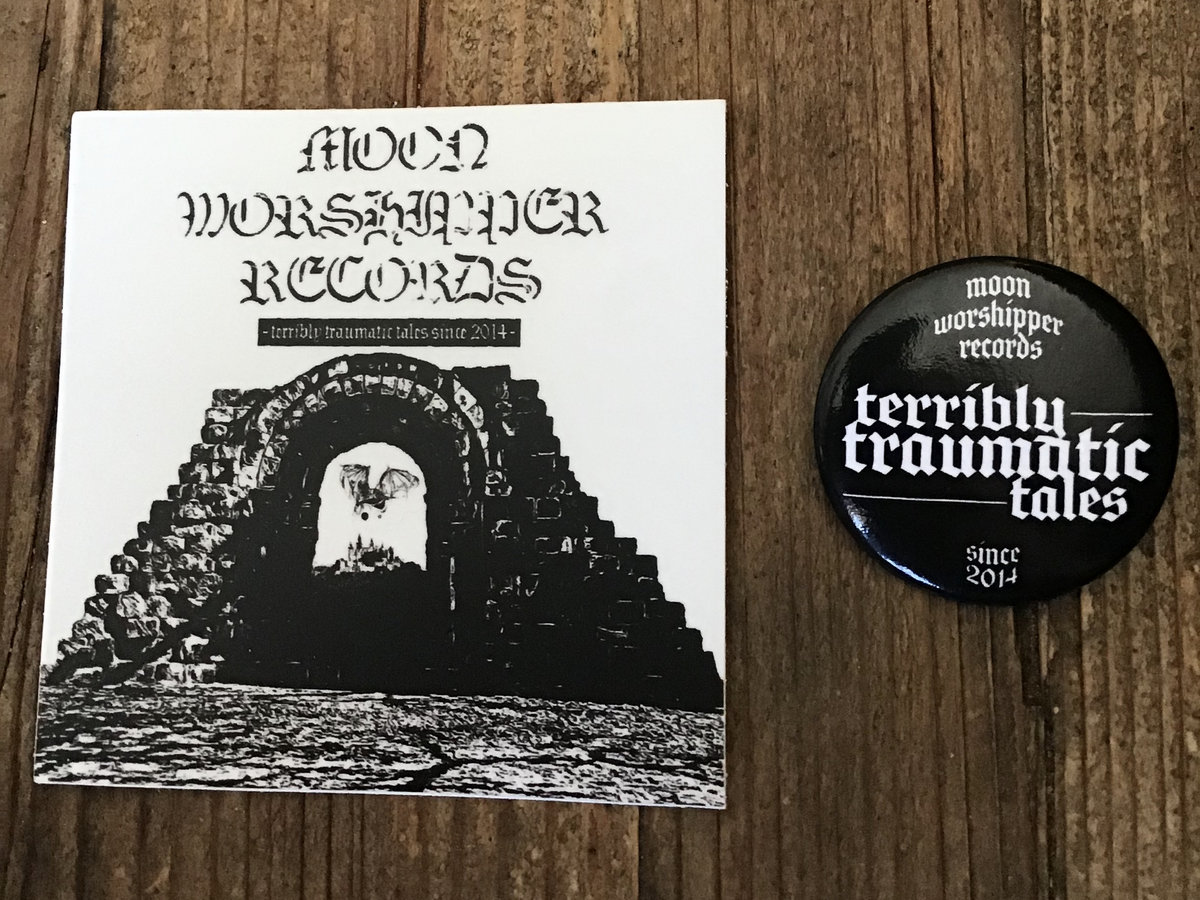 MOON
WORSHIPPER
RECORDS
- terribly traumatic tales since 2014 -
moon
worshipper
records
terribly
traumatic
tales
since
2014